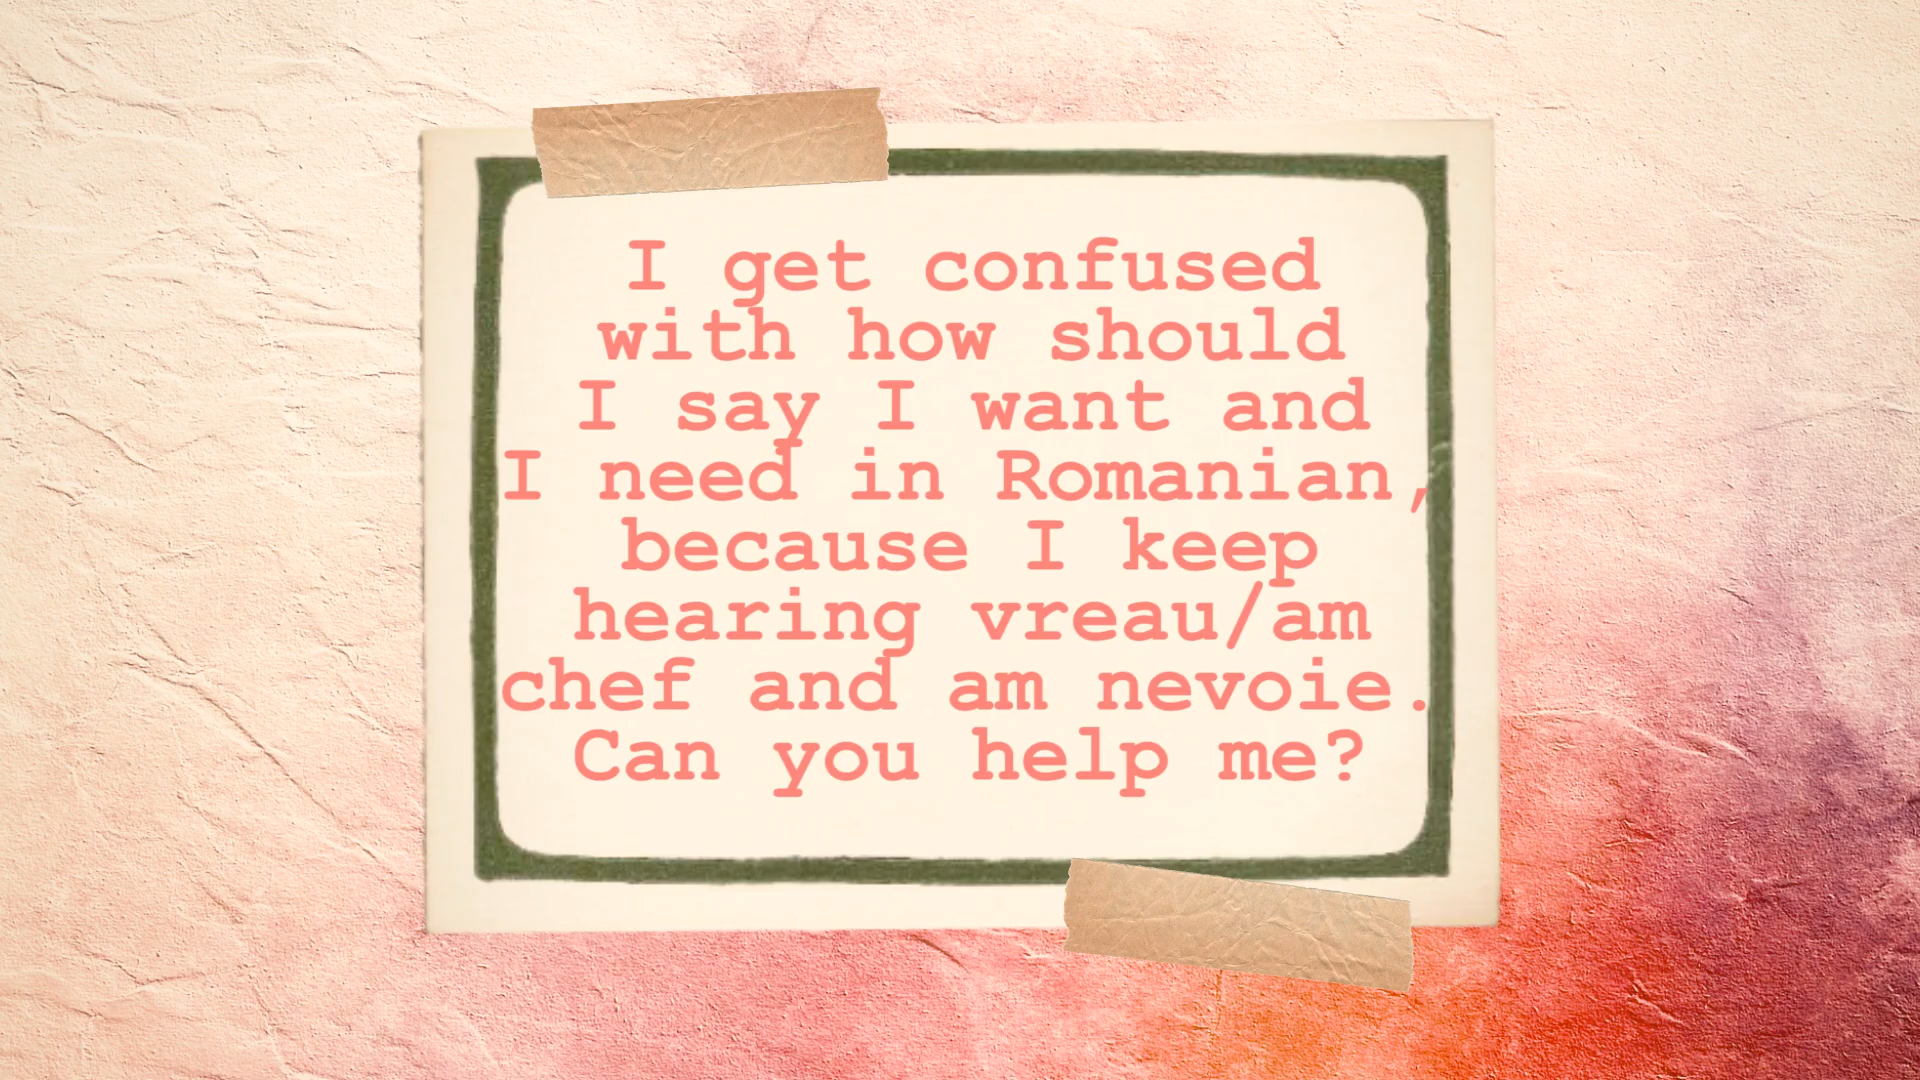 I get confused
with how should
I say I want and
I need in Romanian,
because I keep
hearing vreau/am
chef and am nevoie.
Can you help me?